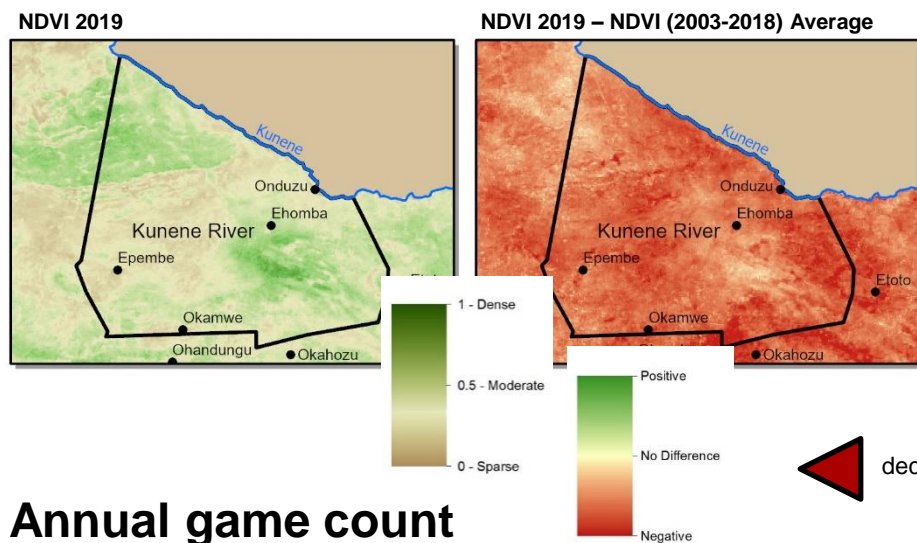 NDVI 2019
NDVI 2019 – NDVI (2003-2018) Average
Kunene
Onduzu
Ehomba
Kunene River
Epembe
Okamwe
Ohandungu
Okahozu
Kunene
Onduzu
Ehomba
Kunene River
Epembe
Etoto
Okamwe
Okahozu
1 - Dense
0.5 - Moderate
0 - Sparse
Positive
No Difference
Negative
dec
Annual game count